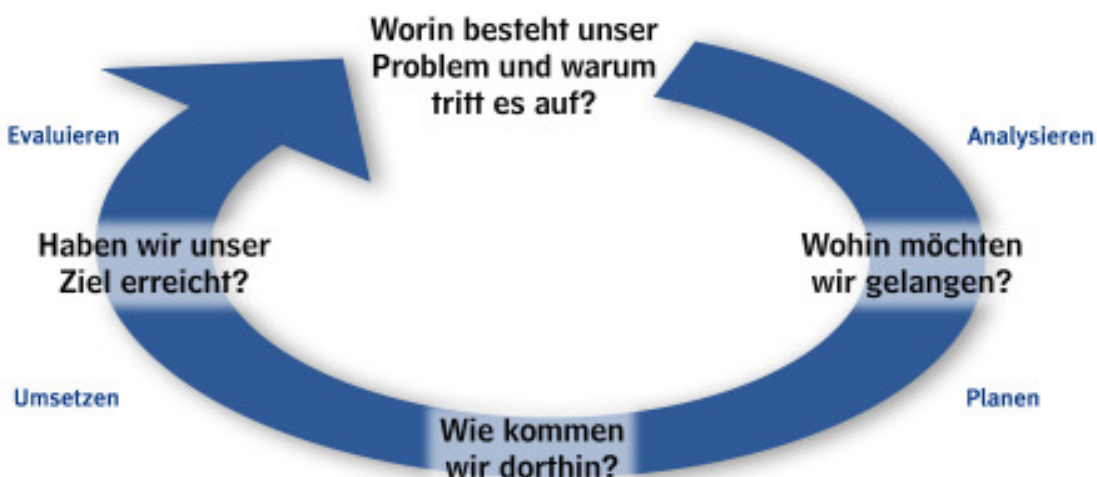 Worin besteht unser
Problem und warum
tritt es auf?
Evaluieren
Analysieren
Haben wir unser
Ziel erreicht?
Wohin möchten
wir gelangen?
Umsetzen
Planen
Wie kommen
wir dorthin?